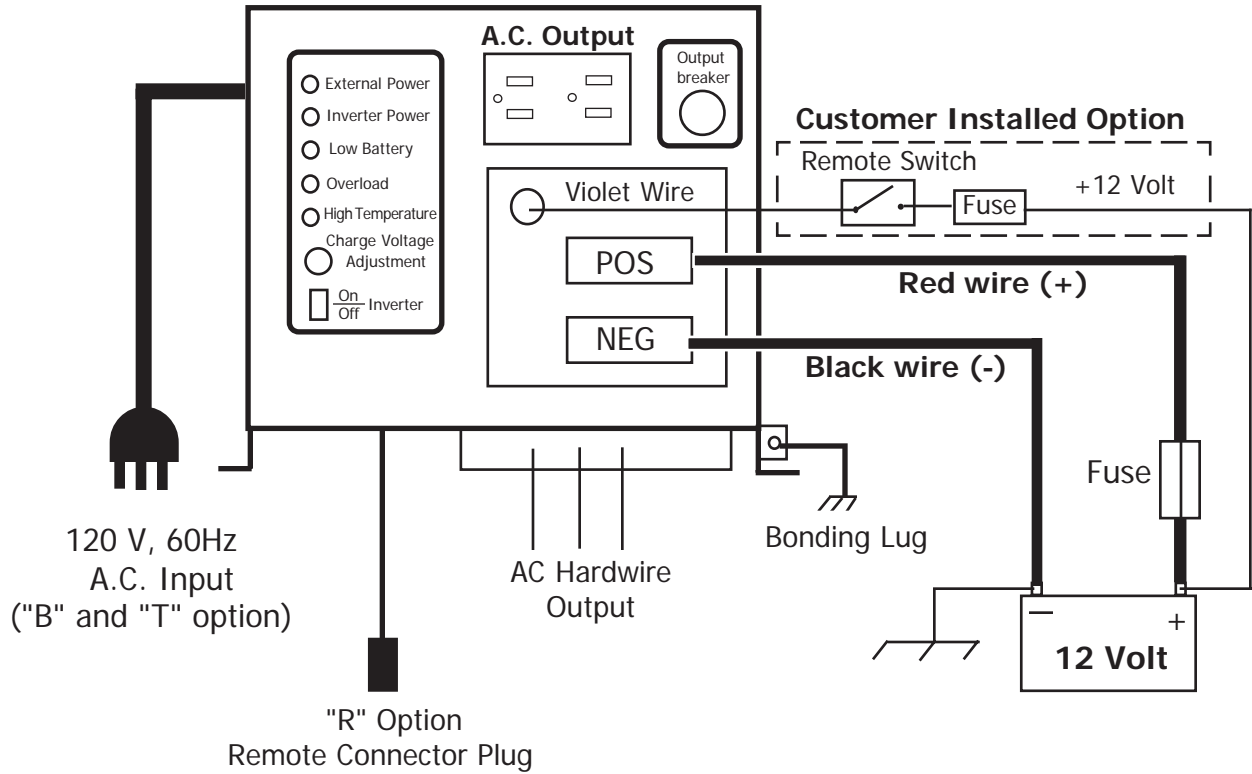 A.C. Output
Output
breaker
External Power
Inverter Power
Low Battery
Overload
High Temperature
Charge Voltage
Adjustment
On
Off
Inverter
Customer Installed Option
Remote Switch
+12 Volt
Fuse
Violet Wire
POS
Red wire (+)
NEG
Black wire (-)
Fuse
120 V, 60Hz
A.C. Input
("B" and "T" option)
Bonding Lug
AC Hardwire
Output
— +
12 Volt
"R" Option
Remote Connector Plug